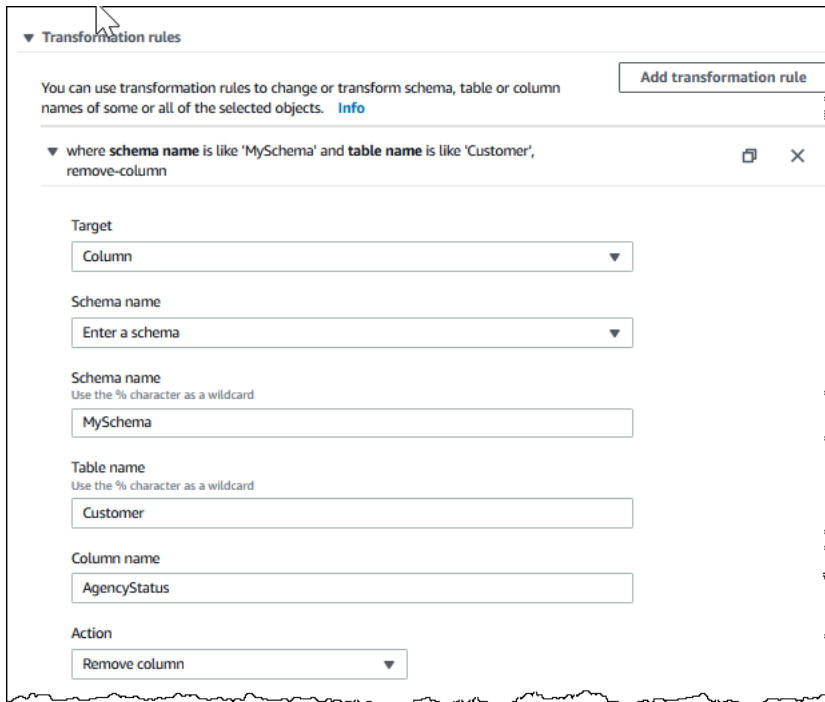 Transformation rules
You can use transformation rules to change or transform schema, table or column
names of some or all of the selected objects. Info
Add transformation rule
where schema name is like 'MySchema' and table name is like 'Customer',
remove-column
Target
Column
Schema name
Enter a schema
Schema name
Use the % character as a wildcard
MySchema
Table name
Use the % character as a wildcard
Customer
Column name
AgencyStatus
Action
Remove column